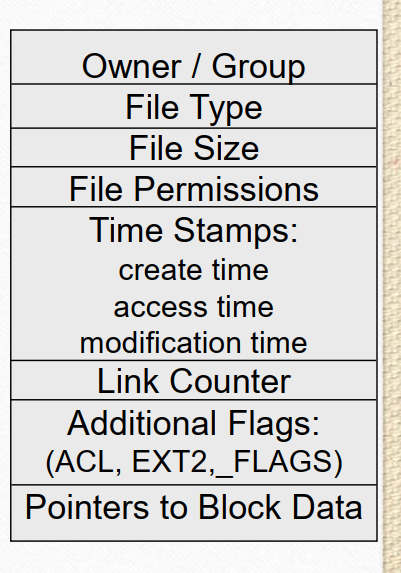 Owner / Group
File Type
File Size
File Permissions
Time Stamps:
create time
access time
modification time
Link Counter
Additional Flags:
(ACL, EXT2,_FLAGS)
Pointers to Block Data